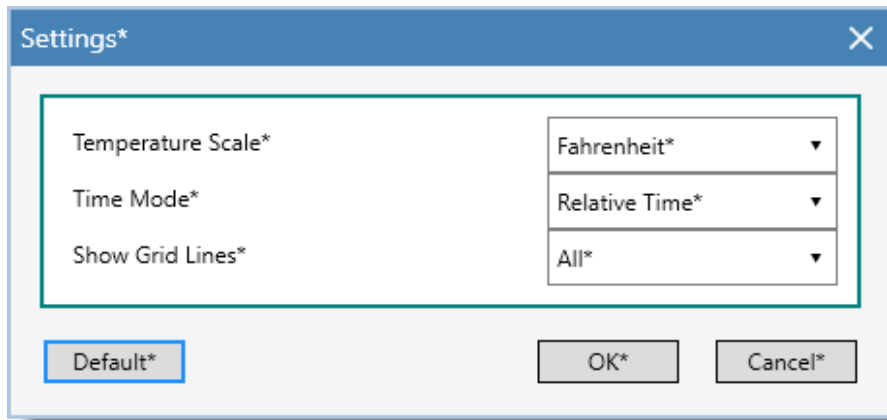 Settings*
Temperature Scale* Fahrenheit*
Time Mode* Relative Time*
Show Grid Lines* All*
Default* OK* Cancel*